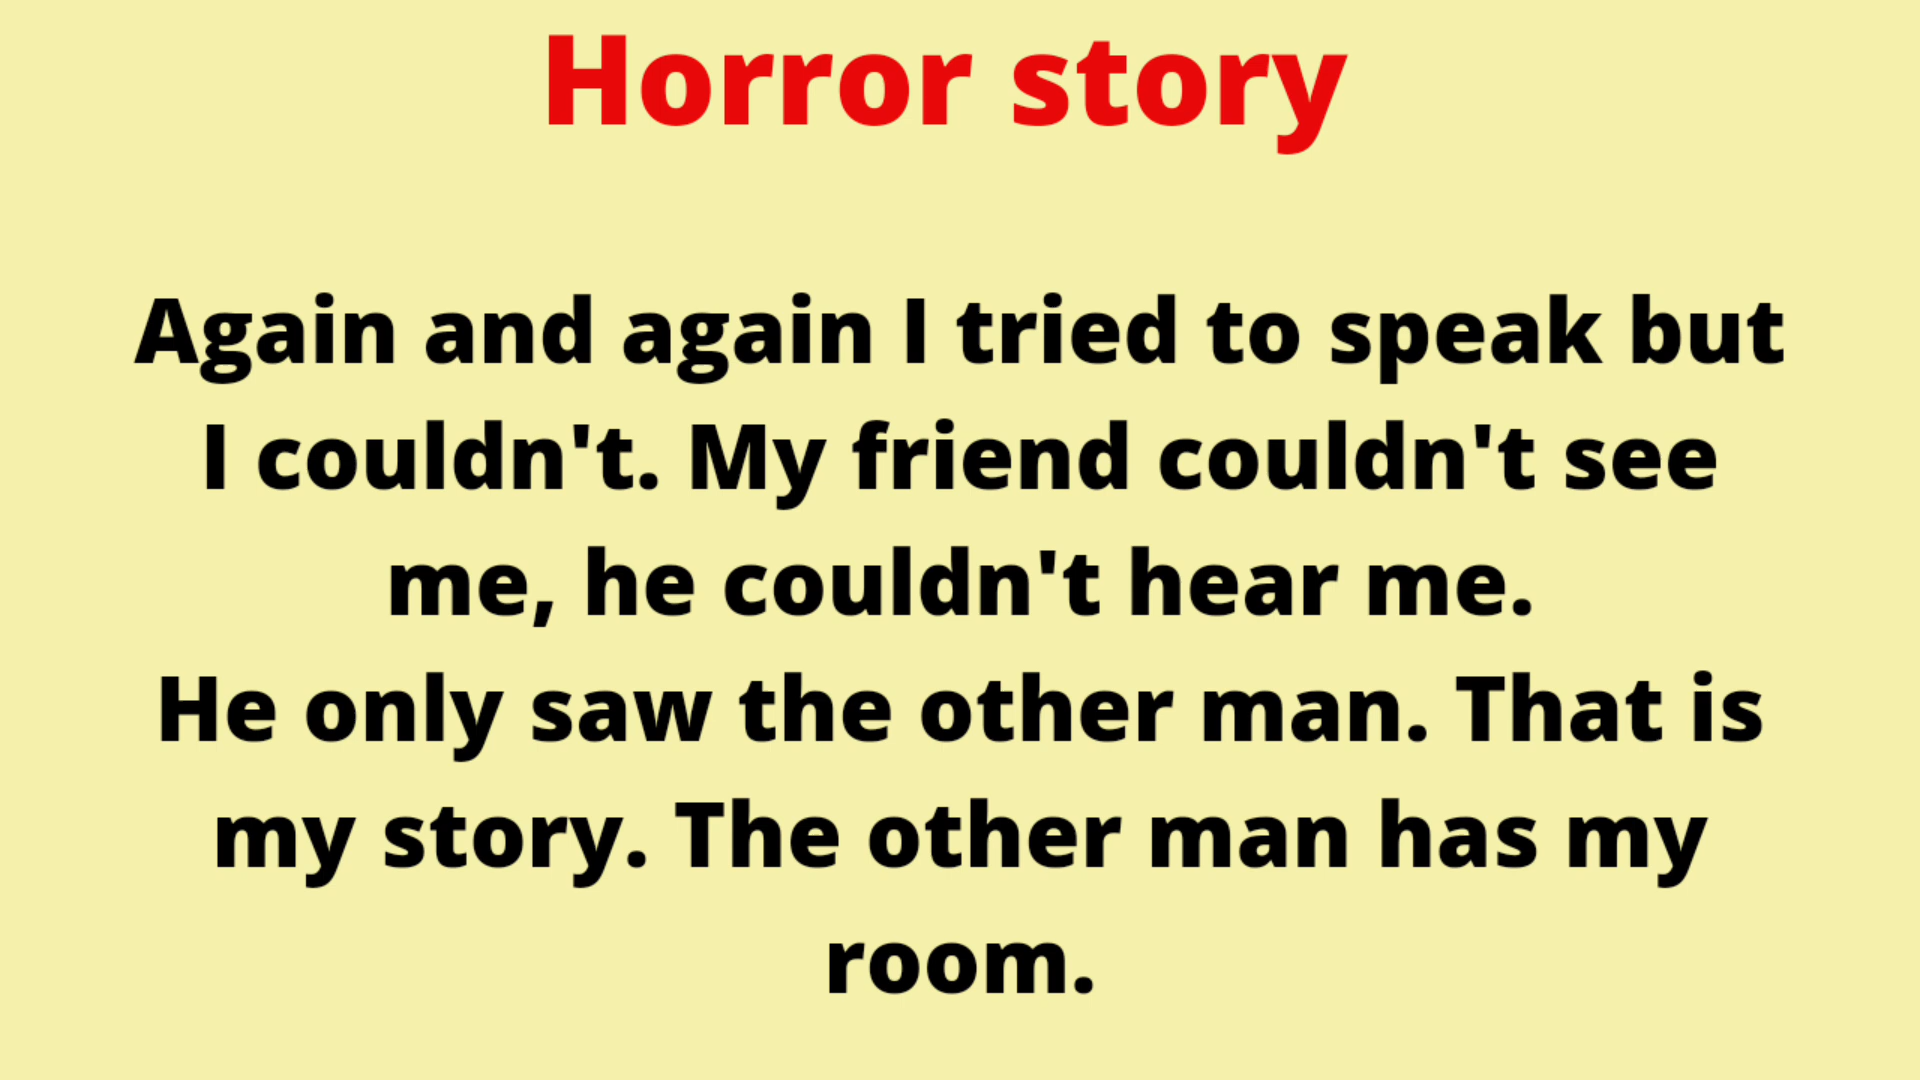 Horror story
Again and again I tried to speak but
I couldn't. My friend couldn't see
me, he couldn't hear me.
He only saw the other man. That is
my story. The other man has my
room.